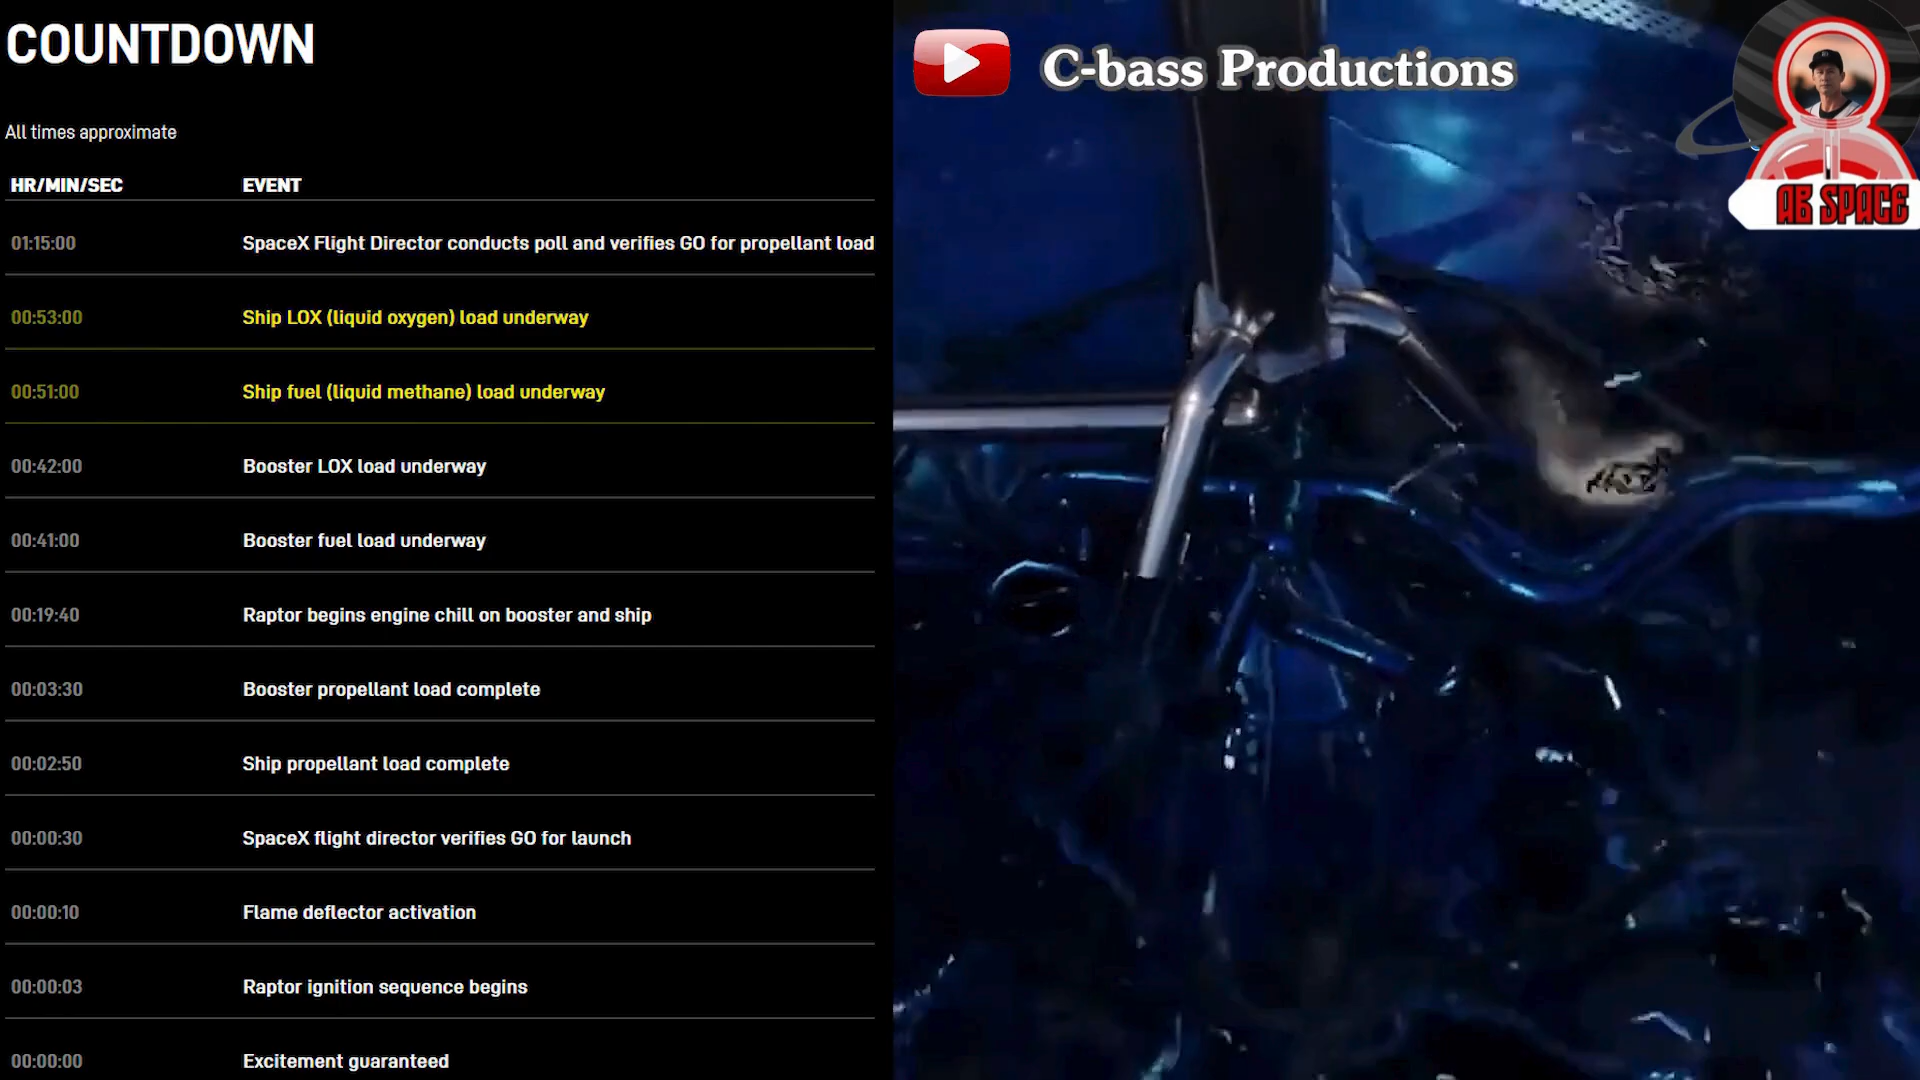 COUNTDOWN
All times approximate
HR/MIN/SEC EVENT
01:15:00 SpaceX Flight Director conducts poll and verifies GO for propellant load
00:53:00 Ship LOX (liquid oxygen) load underway
00:51:00 Ship fuel (liquid methane) load underway
00:42:00 Booster LOX load underway
00:41:00 Booster fuel load underway
00:19:40 Raptor begins engine chill on booster and ship
00:03:30 Booster propellant load complete
00:02:50 Ship propellant load complete
00:00:30 SpaceX flight director verifies GO for launch
00:00:10 Flame deflector activation
00:00:03 Raptor ignition sequence begins
00:00:00 Excitement guaranteed
C-bass Productions
AB SPACE